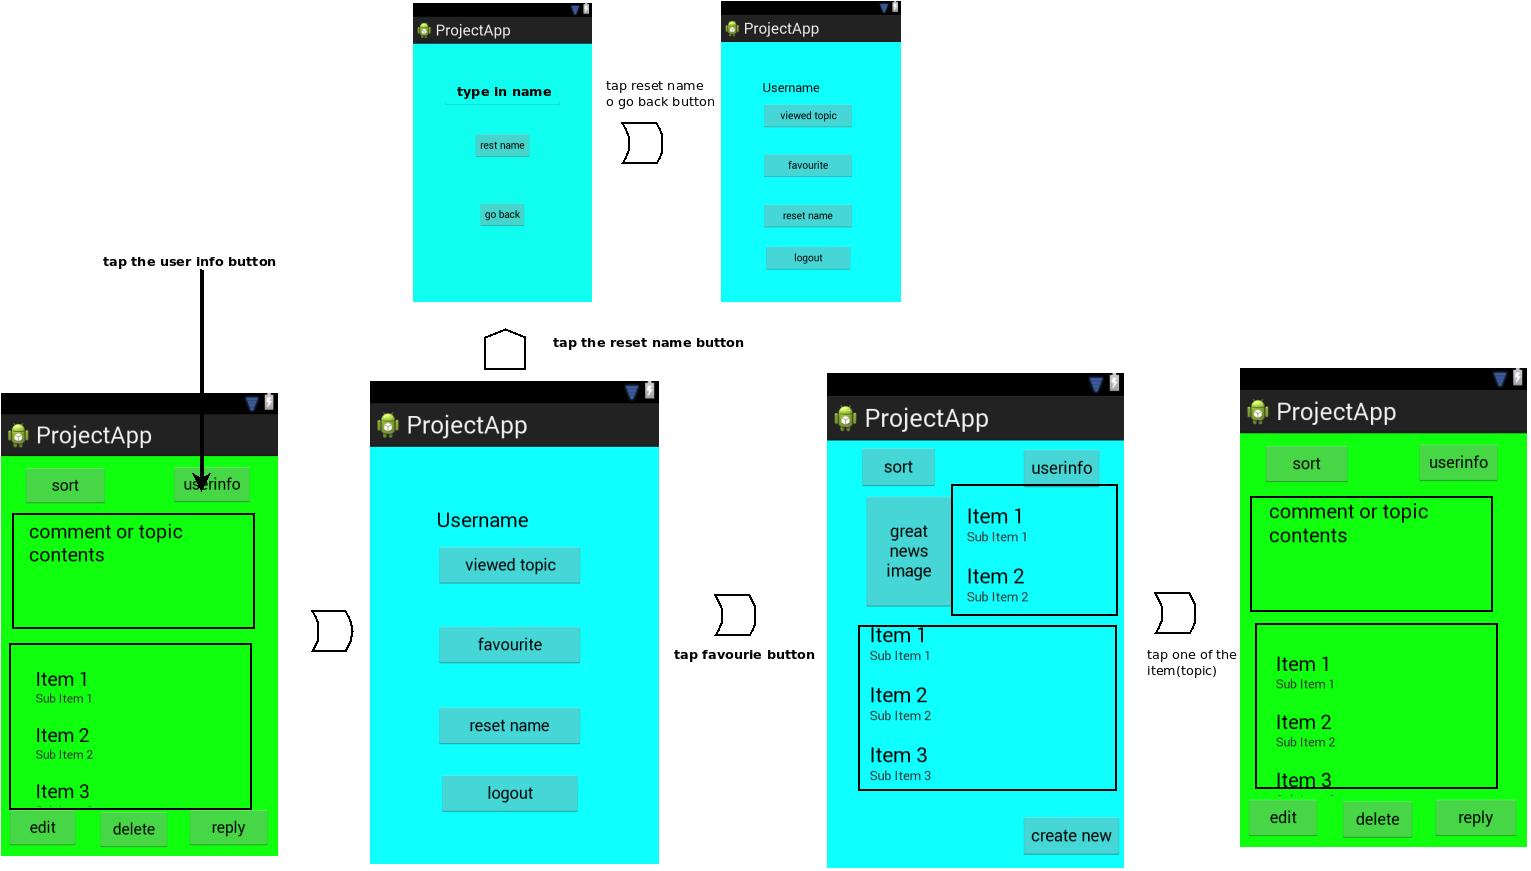 ProjectApp
type in name
rest name
go back
tap reset name
o go back button
ProjectApp
Username
viewed topic
favourite
reset name
logout
tap the user info button
tap the reset name button
ProjectApp
sort
userinfo
comment or topic
contents
Item 1
Sub Item 1
Item 2
Sub Item 2
Item 3
edit
delete
reply
ProjectApp
Username
viewed topic
favourite
reset name
logout
tap favourie button
ProjectApp
sort
userinfo
great
news
image
Item 1
Sub Item 1
Item 2
Sub Item 2
Item 1
Sub Item 1
Item 2
Sub Item 2
Item 3
Sub Item 3
create new
tap one of the
item(topic)
ProjectApp
sort
userinfo
comment or topic
contents
Item 1
Sub Item 1
Item 2
Sub Item 2
Item 3
edit
delete
reply